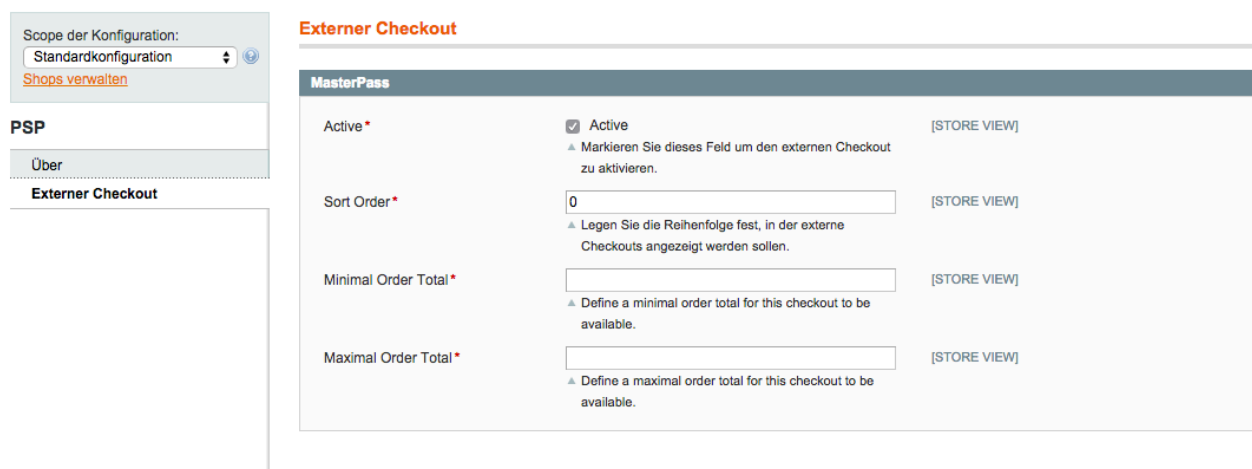 Scope der Konfiguration:
Standardkonfiguration
Shops verwalten
PSP
Über
Externer Checkout
Externer Checkout
MasterPass
Active * Active [STORE VIEW]
Markieren Sie dieses Feld um den externen Checkout
zu aktivieren.
Sort Order * 0 [STORE VIEW]
Legen Sie die Reihenfolge fest, in der externe
Checkouts angezeigt werden sollen.
Minimal Order Total * [STORE VIEW]
Define a minimal order total for this checkout to be
available.
Maximal Order Total * [STORE VIEW]
Define a maximal order total for this checkout to be
available.